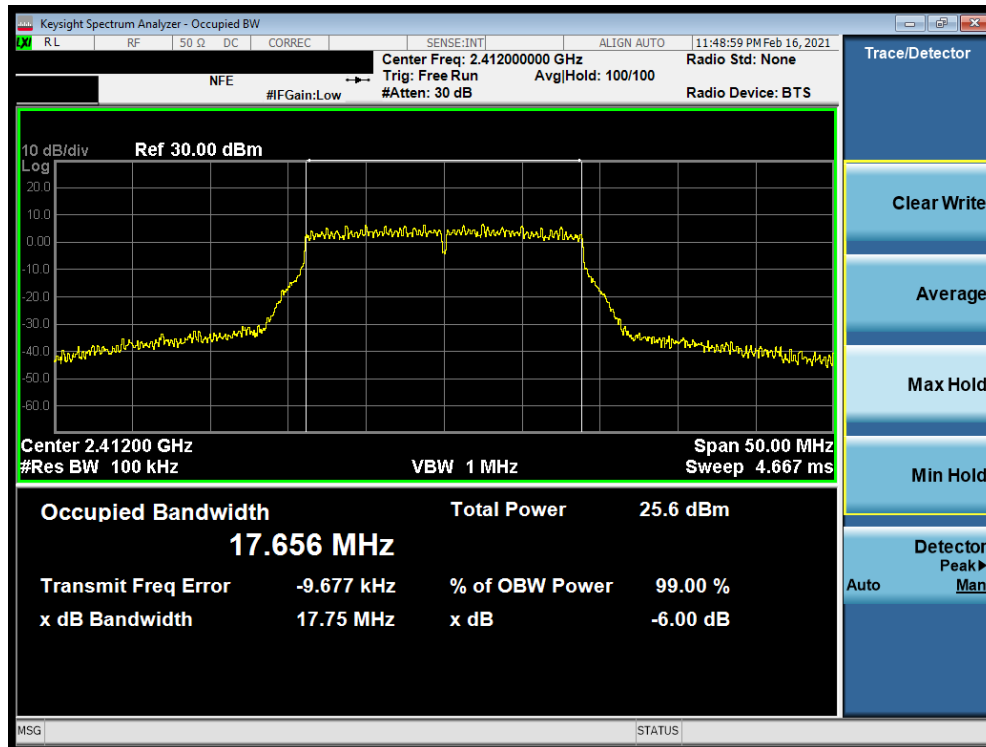 Keysight Spectrum Analyzer - Occupied BW
LXI RL RF 50 Ω DC CORREC SENSE:INT ALIGN AUTO 11:48:59 PM Feb 16, 2021
Center Freq: 2.412000000 GHz Radio Std: None
NFE Trig: Free Run Avg|Hold: 100/100
#IFGain:Low #Atten: 30 dB Radio Device: BTS
10 dB/div Ref 30.00 dBm
Log
20.0
10.0
0.00
-10.0
-20.0
-30.0
-40.0
-50.0
-60.0
Center 2.41200 GHz Span 50.00 MHz
#Res BW 100 kHz VBW 1 MHz Sweep 4.667 ms
Occupied Bandwidth Total Power 25.6 dBm
17.656 MHz
Transmit Freq Error -9.677 kHz % of OBW Power 99.00 %
x dB Bandwidth 17.75 MHz x dB -6.00 dB
MSG STATUS
Trace/Detector
Clear Write
Average
Max Hold
Min Hold
Detector
Peak▶
Auto Man